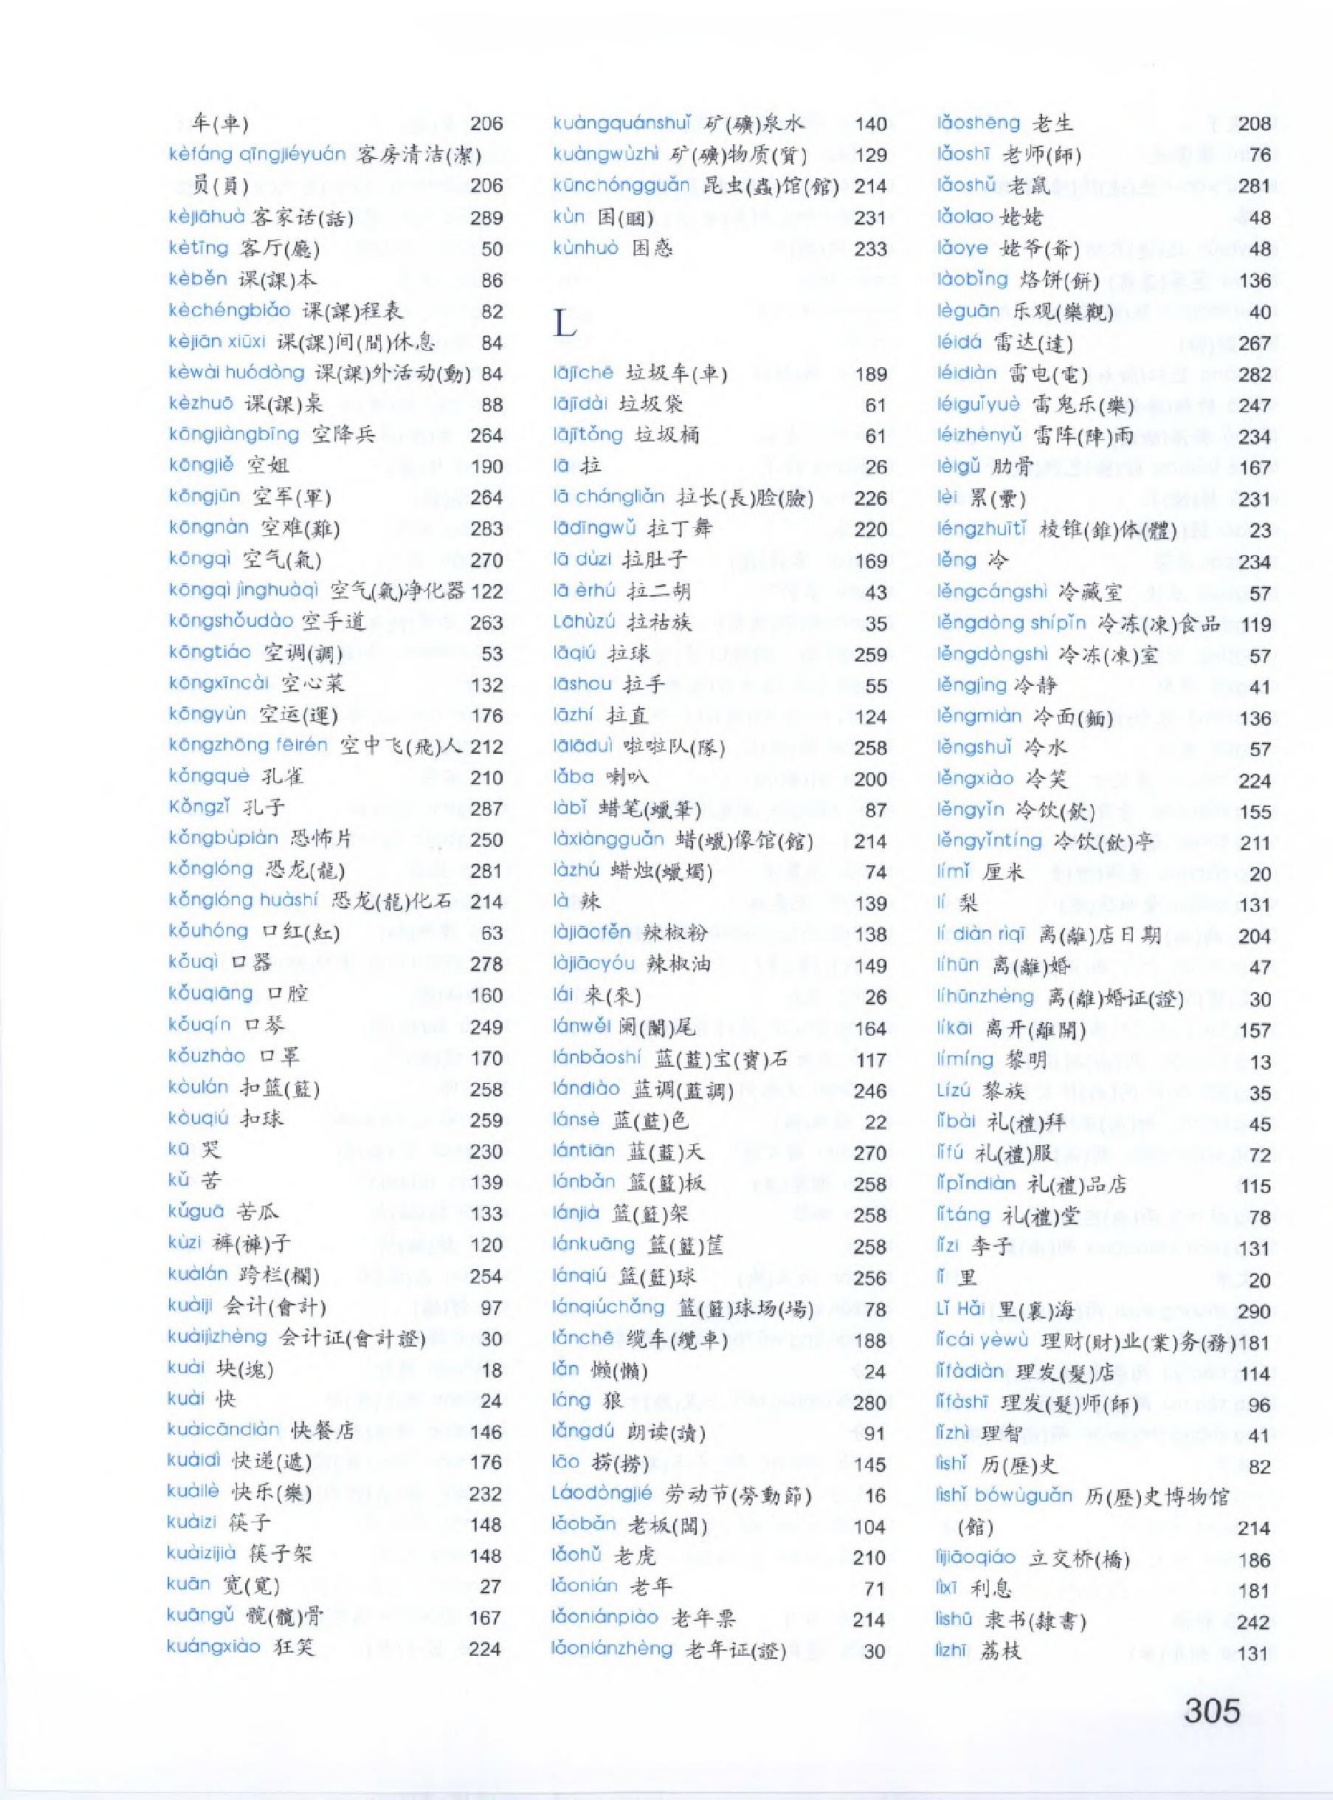 车(車) 206
kèfáng qīngjiéyuán 客房清洁(潔)
员(員) 206
kèjiāhuà 客家话(話) 289
kètīng 客厅(廳) 50
kèběn 课(課)本 86
kèchéngbiǎo 课(課)程表 82
kèjiān xiūxi 课(課)间(間)休息 84
kèwài huódòng 课(課)外活动(動) 84
kèzhuō 课(課)桌 88
kōngjiàngbīng 空降兵 264
kōngjiě 空姐 190
kōngjūn 空军(軍) 264
kōngnàn 空难(難) 283
kōngqì 空气(氣) 270
kōngqì jìnghuàqì 空气(氣)净化器 122
kōngshǒudào 空手道 263
kōngtiáo 空调(調) 53
kōngxīncài 空心菜 132
kōngyùn 空运(運) 176
kōngzhōng fēirén 空中飞(飛)人 212
kǒngquè 孔雀 210
Kǒngzǐ 孔子 287
kǒngbùpiàn 恐怖片 250
kǒnglóng 恐龙(龍) 281
kǒnglóng huàshí 恐龙(龍)化石 214
kǒuhóng 口红(紅) 63
kǒuqì 口器 278
kǒuqiāng 口腔 160
kǒuqín 口琴 249
kǒuzhào 口罩 170
kòulán 扣篮(籃) 258
kòuqiú 扣球 259
kū 哭 230
kǔ 苦 139
kǔguā 苦瓜 133
kùzi 裤(褲)子 120
kuàlán 跨栏(欄) 254
kuàiji 会计(會計) 97
kuàijìzhèng 会计证(會計證) 30
kuài 块(塊) 18
kuài 快 24
kuàicāndiàn 快餐店 146
kuàidì 快递(遞) 176
kuàilè 快乐(樂) 232
kuàizi 筷子 148
kuàizijià 筷子架 148
kuān 宽(寬) 27
kuāngǔ 髋(髖)骨 167
kuángxiào 狂笑 224
kuàngquánshuǐ 矿(礦)泉水 140
kuàngwùzhì 矿(礦)物质(質) 129
kūnchóngguǎn 昆虫(蟲)馆(館) 214
kùn 困(睏) 231
kùnhuò 困惑 233
L
lājīchē 垃圾车(車) 189
lājīdài 垃圾袋 61
lājītǒng 垃圾桶 61
lā 拉 26
lā chángliǎn 拉长(長)脸(臉) 226
lādīngwǔ 拉丁舞 220
lā dùzi 拉肚子 169
lā èrhú 拉二胡 43
Lāhùzú 拉祜族 35
lāqiú 拉球 259
lāshou 拉手 55
lāzhí 拉直 124
lālāduì 啦啦队(隊) 258
lǎba 喇叭 200
làbǐ 蜡笔(蠟筆) 87
làxiàngguǎn 蜡(蠟)像馆(館) 214
làzhú 蜡烛(蠟燭) 74
là 辣 139
làjiāofěn 辣椒粉 138
làjiāoyóu 辣椒油 149
lái 来(來) 26
lánwěi 阑(闌)尾 164
lánbǎoshí 蓝(藍)宝(寶)石 117
lándiào 蓝调(藍調) 246
lánsè 蓝(藍)色 22
lántiān 蓝(藍)天 270
lánbǎn 篮(籃)板 258
lánjià 篮(籃)架 258
lánkuāng 篮(籃)筐 258
lánqiú 篮(籃)球 256
lánqiúchǎng 篮(籃)球场(場) 78
lǎnchē 缆车(纜車) 188
lǎn 懒(懶) 24
láng 狼 280
lǎngdú 朗读(讀) 91
lāo 捞(撈) 145
Láodòngjié 劳动节(勞動節) 16
lǎobǎn 老板(闆) 104
lǎohǔ 老虎 210
lǎonián 老年 71
lǎoniánpiào 老年票 214
lǎoniánzhèng 老年证(證) 30
lǎoshēng 老生 208
lǎoshī 老师(師) 76
lǎoshǔ 老鼠 281
lǎolao 姥姥 48
lǎoye 姥爷(爺) 48
làobǐng 烙饼(餅) 136
lèguān 乐观(樂觀) 40
léidá 雷达(達) 267
léidiàn 雷电(電) 282
léiguǐyuè 雷鬼乐(樂) 247
léizhènyǔ 雷阵(陣)雨 234
lèigǔ 肋骨 167
lèi 累(纍) 231
léngzhuītǐ 棱锥(錐)体(體) 23
lěng 冷 234
lěngcángshì 冷藏室 57
lěngdòng shípǐn 冷冻(凍)食品 119
lěngdòngshì 冷冻(凍)室 57
lěngjìng 冷静 41
lěngmiàn 冷面(麵) 136
lěngshuǐ 冷水 57
lěngxiào 冷笑 224
lěngyǐn 冷饮(飲) 155
lěngyǐntíng 冷饮(飲)亭 211
límǐ 厘米 20
lí 梨 131
lí diàn rìqī 离(離)店日期 204
líhūn 离(離)婚 47
líhūnzhèng 离(離)婚证(證) 30
líkāi 离开(離開) 157
límíng 黎明 13
Lízú 黎族 35
lǐbài 礼(禮)拜 45
lǐfú 礼(禮)服 72
lǐpǐndiàn 礼(禮)品店 115
lǐtáng 礼(禮)堂 78
lǐzi 李子 131
lǐ 里 20
Lǐ Hǎi 里(裏)海 290
lǐcái yèwù 理财(財)业(業)务(務) 181
lǐfàdiàn 理发(髮)店 114
lǐfàshī 理发(髮)师(師) 96
lǐzhì 理智 41
lìshǐ 历(歷)史 82
lìshǐ bówùguǎn 历(歷)史博物馆
(館) 214
lìjiāoqiáo 立交桥(橋) 186
lìxī 利息 181
lìshū 隶书(隸書) 242
lìzhī 荔枝 131
305